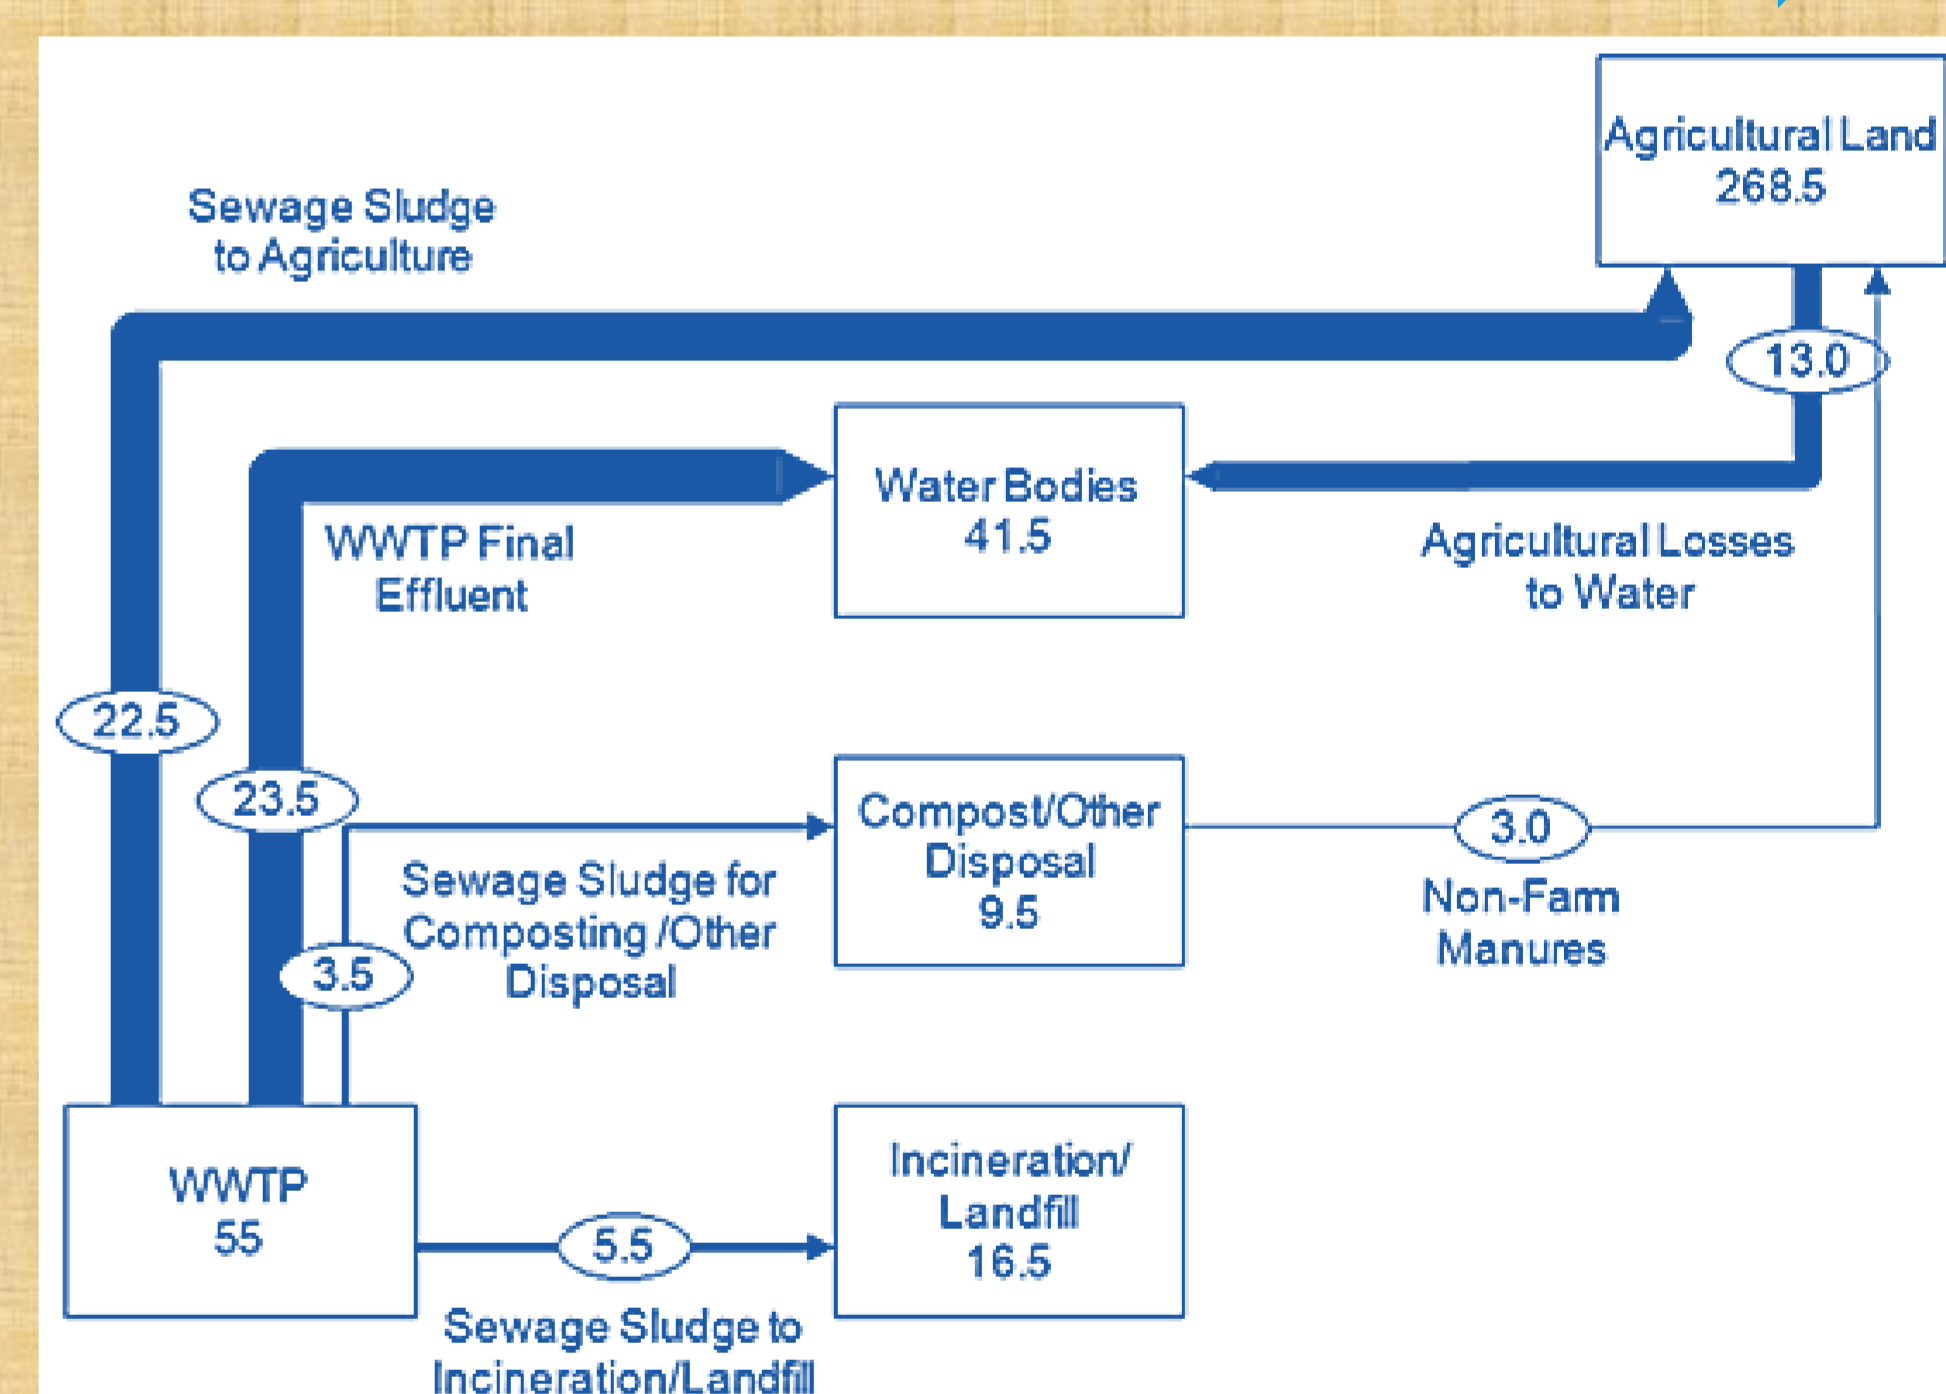 Agricultural Land
268.5
Sewage Sludge
to Agriculture
13.0
Water Bodies
41.5
WWTP Final
Effluent
Agricultural Losses
to Water
22.5
23.5
Compost/Other
Disposal
9.5
3.0
Non-Farm
Manures
Sewage Sludge for
Composting /Other
Disposal
3.5
WWTP
55
5.5
Incineration/
Landfill
16.5
Sewage Sludge to
Incineration/Landfill